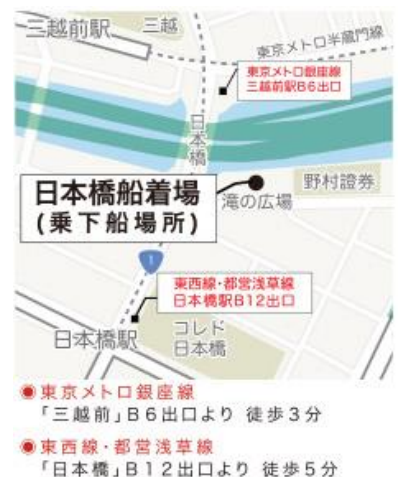 三越前駅
三越
東京メトロ半蔵門線
東京メトロ銀座線
三越前駅B6出口
日本橋
日本橋船着場
(乗下船場所)
滝の広場
野村證券
1
東西線・都営浅草線
日本橋駅B12出口
日本橋駅
コレド
日本橋
◉東京メトロ銀座線
「三越前」B6出口より 徒歩3分
◉東西線・都営浅草線
「日本橋」B12出口より 徒歩5分